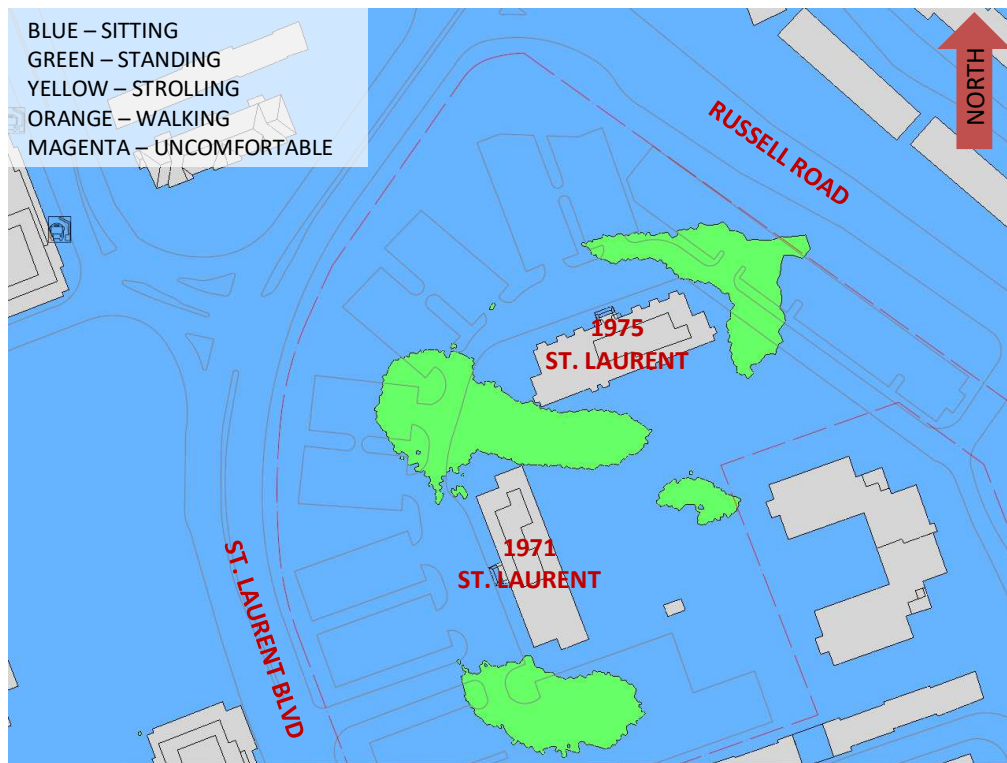 BLUE – SITTING
GREEN – STANDING
YELLOW – STROLLING
ORANGE – WALKING
MAGENTA – UNCOMFORTABLE
NORTH
RUSSELL ROAD
1975
ST. LAURENT
1971
ST. LAURENT
ST. LAURENT BLVD